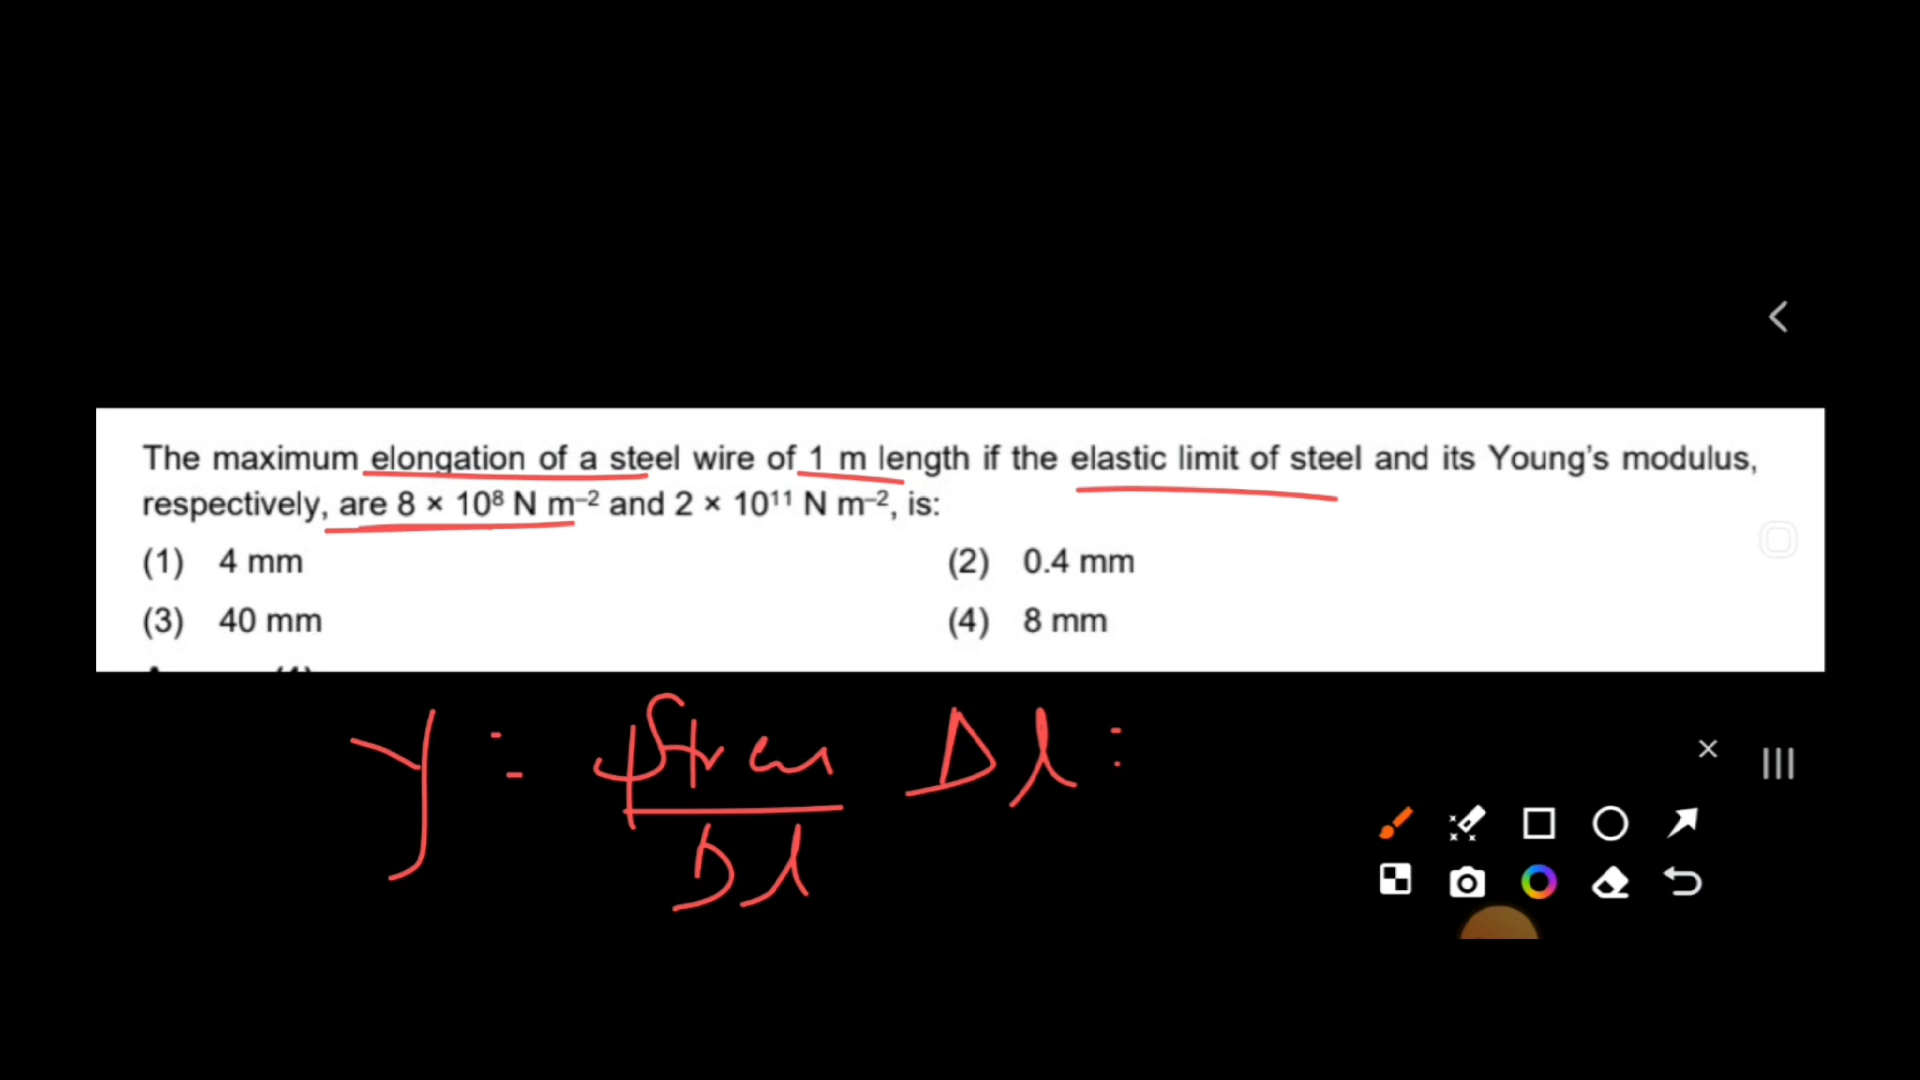 The maximum elongation of a steel wire of 1 m length if the elastic limit of steel and its Young's modulus,
respectively, are 8 × 10⁸ N m⁻² and 2 × 10¹¹ N m⁻², is:
(1) 4 mm (2) 0.4 mm
(3) 40 mm (4) 8 mm
Y = Δl :
Δl